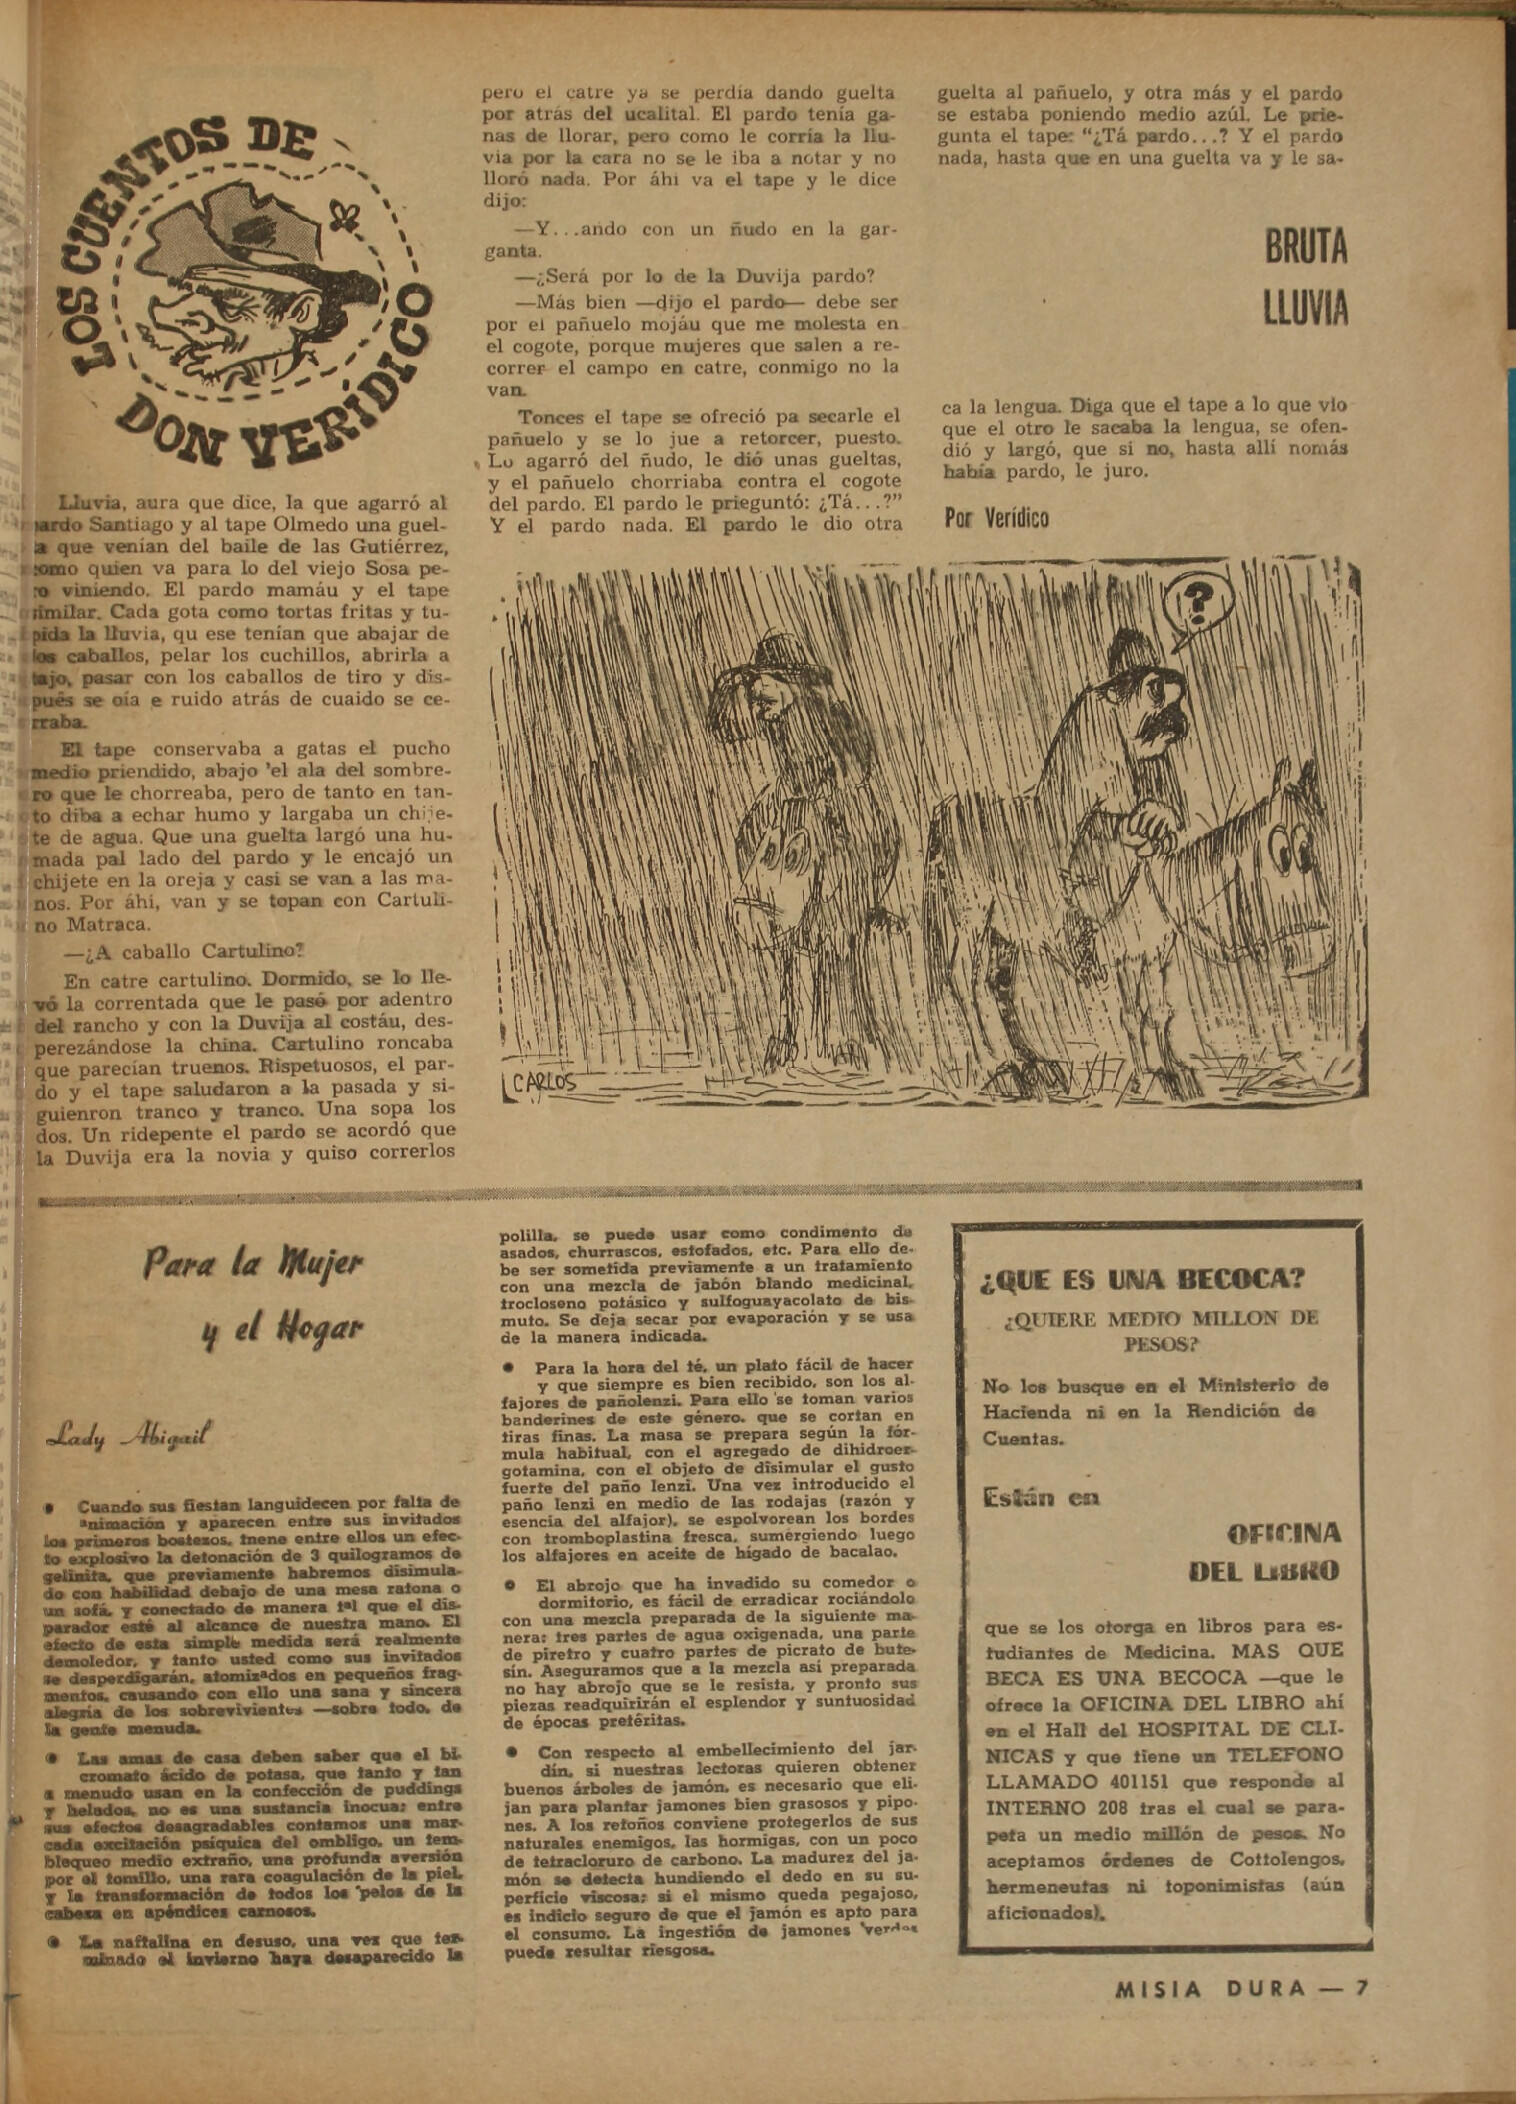 LOS CUENTOS DE
DON VERÍDICO
Lluvia, aura que dice, la que agarró al
pardo Santiago y al tape Olmedo una guel-
a que venían del baile de las Gutiérrez,
como quien va para lo del viejo Sosa pe-
ro viniendo. El pardo mamáu y el tape
similar. Cada gota como tortas fritas y tu-
pida la lluvia, qu ese tenían que abajar de
los caballos, pelar los cuchillos, abrirla a
tajo, pasar con los caballos de tiro y dis-
pués se oía e ruido atrás de cuaido se ce-
rraba.
El tape conservaba a gatas el pucho
medio priendido, abajo 'el ala del sombre-
ro que le chorreaba, pero de tanto en tan-
to diba a echar humo y largaba un chije-
te de agua. Que una guelta largó una hu-
mada pal lado del pardo y le encajó un
chijete en la oreja y casi se van a las ma-
nos. Por áhi, van y se topan con Cartuli-
no Matraca.
—¿A caballo Cartulino?
En catre cartulino. Dormido, se lo lle-
vó la correntada que le pasó por adentro
del rancho y con la Duvija al costáu, des-
perezándose la china. Cartulino roncaba
que parecían truenos. Rispetuosos, el par-
do y el tape saludaron a la pasada y si-
guienron tranco y tranco. Una sopa los
dos. Un ridepente el pardo se acordó que
la Duvija era la novia y quiso correrlos
pero el catre ya se perdía dando guelta
por atrás del ucalital. El pardo tenía ga-
nas de llorar, pero como le corría la llu-
via por la cara no se le iba a notar y no
lloró nada. Por áhi va el tape y le dice
dijo:
—Y...ando con un ñudo en la gar-
ganta.
—¿Será por lo de la Duvija pardo?
—Más bien —dijo el pardo— debe ser
por el pañuelo mojáu que me molesta en
el cogote, porque mujeres que salen a re-
correr el campo en catre, conmigo no la
van.
Tonces el tape se ofreció pa secarle el
pañuelo y se lo jue a retorcer, puesto.
Lo agarró del ñudo, le dió unas gueltas,
y el pañuelo chorriaba contra el cogote
del pardo. El pardo le prieguntó: ¿Tá...?"
Y el pardo nada. El pardo le dio otra
guelta al pañuelo, y otra más y el pardo
se estaba poniendo medio azúl. Le prie-
gunta el tape: "¿Tá pardo...? Y el pardo
nada, hasta que en una guelta va y le sa-
BRUTA
LLUVIA
ca la lengua. Diga que el tape a lo que vio
que el otro le sacaba la lengua, se ofen-
dió y largó, que si no, hasta allí nomás
había pardo, le juro.
Por Verídico
?
CARLOS
Para la Mujer
y el Hogar
Lady Abigail
● Cuando sus fiestan languidecen por falta de
animación y aparecen entre sus invitados
los primeros bostezos, tnene entre ellos un efec-
to explosivo la detonación de 3 quilogramos de
gelinita, que previamente habremos disimula-
do con habilidad debajo de una mesa ratona o
un sofá, y conectado de manera tal que el dis-
parador esté al alcance de nuestra mano. El
efecto de esta simple medida será realmente
demoledor, y tanto usted como sus invitados
se desperdigarán, atomizados en pequeños frag-
mentos, causando con ello una sana y sincera
alegría de los sobrevivientes —sobre todo, de
la gente menuda.
● Las amas de casa deben saber que el bi-
cromato ácido de potasa, que tanto y tan
a menudo usan en la confección de puddings
y helados, no es una sustancia inocua: entre
sus efectos desagradables contamos una mar-
cada excitación psíquica del ombligo, un tem-
blequeo medio extraño, una profunda aversión
por el tomillo, una rara coagulación de la piel,
y la transformación de todos los pelos de la
cabeza en apéndices carnosos.
● La naftalina en desuso, una vez que ter-
minado el invierno haya desaparecido la
polilla, se puede usar como condimento de
asados, churrascos, estofados, etc. Para ello de-
be ser sometida previamente a un tratamiento
con una mezcla de jabón blando medicinal,
trocloseno potásico y sulfoguayacolato de bis-
muto. Se deja secar por evaporación y se usa
de la manera indicada.
● Para la hora del té, un plato fácil de hacer
y que siempre es bien recibido, son los al-
fajores de pañolenzi. Para ello se toman varios
banderines de este género, que se cortan en
tiras finas. La masa se prepara según la fór-
mula habitual, con el agregado de dihidroer-
gotamina, con el objeto de disimular el gusto
fuerte del paño lenzi. Una vez introducido el
paño lenzi en medio de las rodajas (razón y
esencia del alfajor), se espolvorean los bordes
con tromboplastina fresca, sumergiendo luego
los alfajores en aceite de hígado de bacalao.
● El abrojo que ha invadido su comedor o
dormitorio, es fácil de erradicar rociándolo
con una mezcla preparada de la siguiente ma-
nera: tres partes de agua oxigenada, una parte
de piretro y cuatro partes de picrato de bute-
sín. Aseguramos que a la mezcla así preparada
no hay abrojo que se le resista, y pronto sus
piezas readquirirán el esplendor y suntuosidad
de épocas pretéritas.
● Con respecto al embellecimiento del jar-
dín, si nuestras lectoras quieren obtener
buenos árboles de jamón, es necesario que eli-
jan para plantar jamones bien grasosos y pipo-
nes. A los retoños conviene protegerlos de sus
naturales enemigos, las hormigas, con un poco
de tetracloruro de carbono. La madurez del ja-
món se detecta hundiendo el dedo en su su-
perficie viscosa; si el mismo queda pegajoso,
es indicio seguro de que el jamón es apto para
el consumo. La ingestión de jamones verdes
puede resultar riesgosa.
¿QUE ES UNA BECOCA?
¿QUIERE MEDIO MILLON DE
PESOS?
No los busque en el Ministerio de
Hacienda ni en la Rendición de
Cuentas.
Están en
OFICINA
DEL LIBRO
que se los otorga en libros para es-
tudiantes de Medicina. MAS QUE
BECA ES UNA BECOCA —que le
ofrece la OFICINA DEL LIBRO ahí
en el Hall del HOSPITAL DE CLI-
NICAS y que tiene un TELEFONO
LLAMADO 401151 que responde al
INTERNO 208 tras el cual se para-
peta un medio millón de pesos. No
aceptamos órdenes de Cottolengos,
hermeneutas ni toponimistas (aún
aficionados).
MISIA DURA — 7